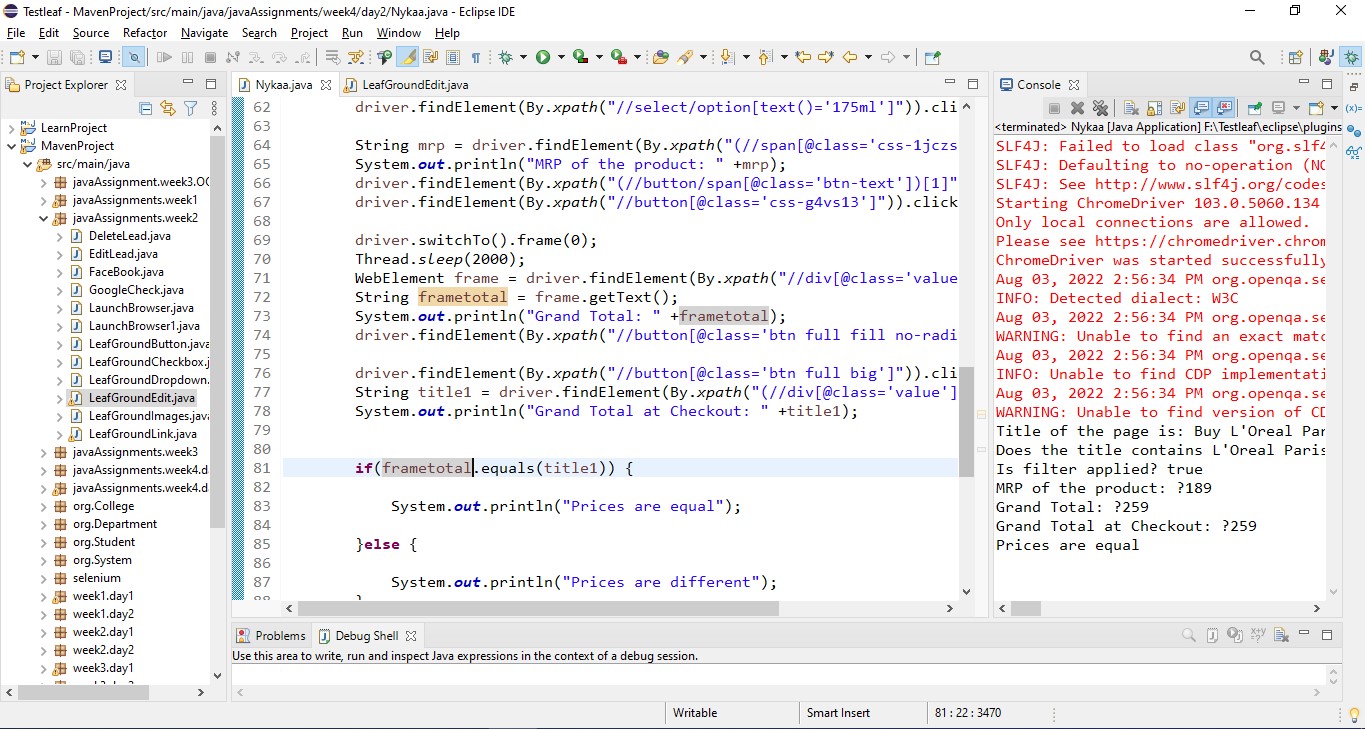 Testleaf - MavenProject/src/main/java/javaAssignments/week4/day2/Nykaa.java - Eclipse IDE
File Edit Source Refactor Navigate Search Project Run Window Help
Project Explorer
LearnProject
MavenProject
src/main/java
javaAssignment.week3.OO
javaAssignments.week1
javaAssignments.week2
DeleteLead.java
EditLead.java
FaceBook.java
GoogleCheck.java
LaunchBrowser.java
LaunchBrowser1.java
LeafGroundButton.java
LeafGroundCheckbox.j
LeafGroundDropdown.
LeafGroundEdit.java
LeafGroundImages.java
LeafGroundLink.java
javaAssignments.week3
javaAssignments.week4.d
javaAssignments.week4.d
org.College
org.Department
org.Student
org.System
selenium
week1.day1
week1.day2
week2.day1
week2.day2
week3.day1
Nykaa.java LeafGroundEdit.java
62 driver.findElement(By.xpath("//select/option[text()='175ml']")).cli
63
64 String mrp = driver.findElement(By.xpath("(//span[@class='css-1jczs
65 System.out.println("MRP of the product: " +mrp);
66 driver.findElement(By.xpath("(//button/span[@class='btn-text'])[1]"
67 driver.findElement(By.xpath("//button[@class='css-g4vs13']")).click
68
69 driver.switchTo().frame(0);
70 Thread.sleep(2000);
71 WebElement frame = driver.findElement(By.xpath("//div[@class='value
72 String frametotal = frame.getText();
73 System.out.println("Grand Total: " +frametotal);
74 driver.findElement(By.xpath("//button[@class='btn full fill no-radi
75
76 driver.findElement(By.xpath("//button[@class='btn full big']")).cli
77 String title1 = driver.findElement(By.xpath("(//div[@class='value']
78 System.out.println("Grand Total at Checkout: " +title1);
79
80
81 if(frametotal.equals(title1)) {
82
83 System.out.println("Prices are equal");
84
85 }else {
86
87 System.out.println("Prices are different");
Console
<terminated> Nykaa [Java Application] F:\Testleaf\eclipse\plugins
SLF4J: Failed to load class "org.slf4
SLF4J: Defaulting to no-operation (NO
SLF4J: See http://www.slf4j.org/codes
Starting ChromeDriver 103.0.5060.134
Only local connections are allowed.
Please see https://chromedriver.chrom
ChromeDriver was started successfully
Aug 03, 2022 2:56:34 PM org.openqa.se
INFO: Detected dialect: W3C
Aug 03, 2022 2:56:34 PM org.openqa.se
WARNING: Unable to find an exact matc
Aug 03, 2022 2:56:34 PM org.openqa.se
INFO: Unable to find CDP implementati
Aug 03, 2022 2:56:34 PM org.openqa.se
WARNING: Unable to find version of CD
Title of the page is: Buy L'Oreal Par
Does the title contains L'Oreal Paris
Is filter applied? true
MRP of the product: ?189
Grand Total: ?259
Grand Total at Checkout: ?259
Prices are equal
Problems Debug Shell
Use this area to write, run and inspect Java expressions in the context of a debug session.
Writable Smart Insert 81 : 22 : 3470